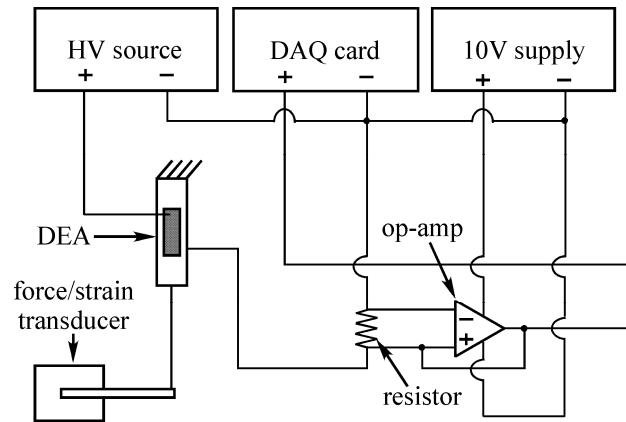 HV source
+ −
DAQ card
+ −
10V supply
+ −
DEA
op-amp
force/strain
transducer
−
+
resistor